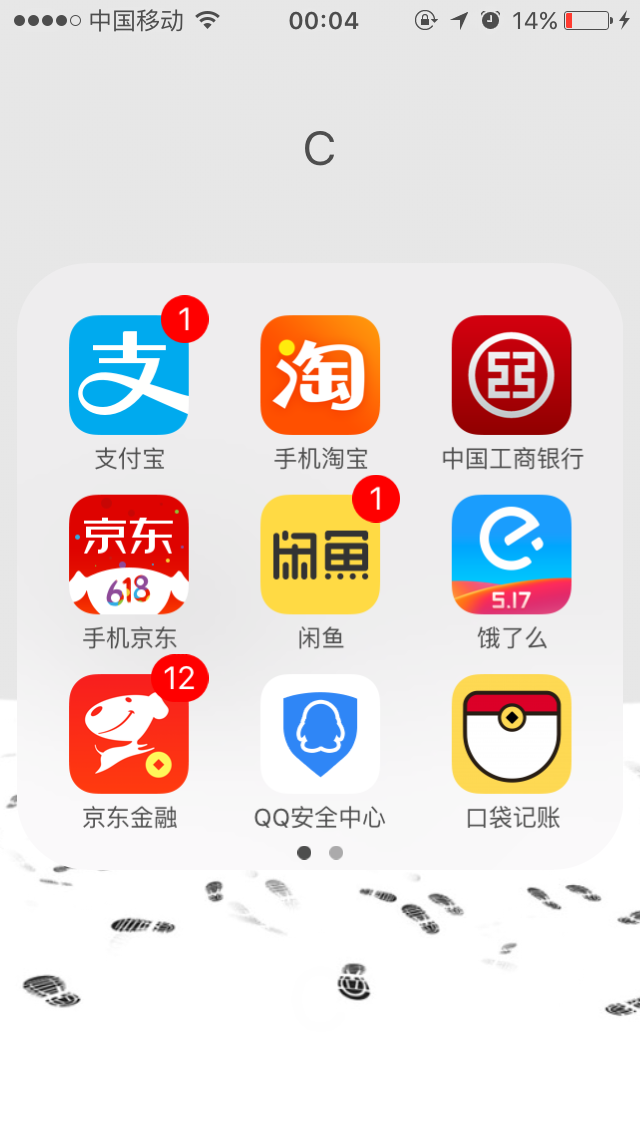 中国移动 00:04 14%
C
支 1 淘
支付宝 手机淘宝 中国工商银行
京东 618 闲鱼 1 5.17
手机京东 闲鱼 饿了么
12
京东金融 QQ安全中心 口袋记账